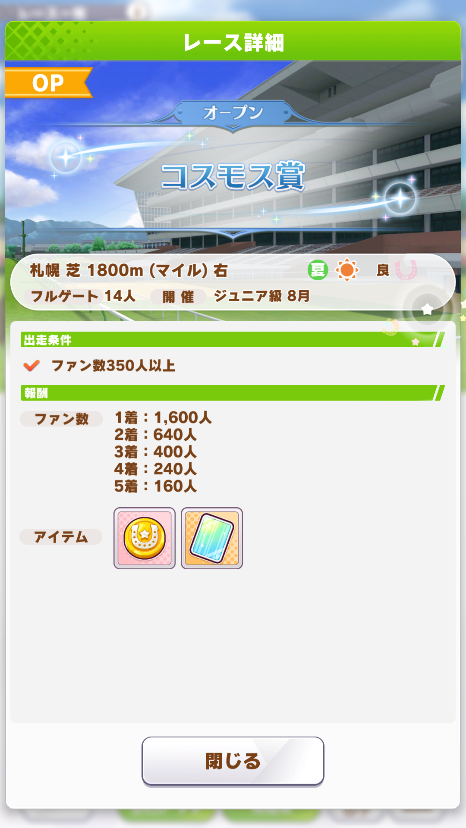 レース詳細
OP
オープン
コスモス賞
札幌 芝 1800m (マイル) 右 夏 良
フルゲート 14人 開催 ジュニア級 8月
出走条件
ファン数350人以上
報酬
ファン数 1着：1,600人
2着：640人
3着：400人
4着：240人
5着：160人
アイテム
閉じる